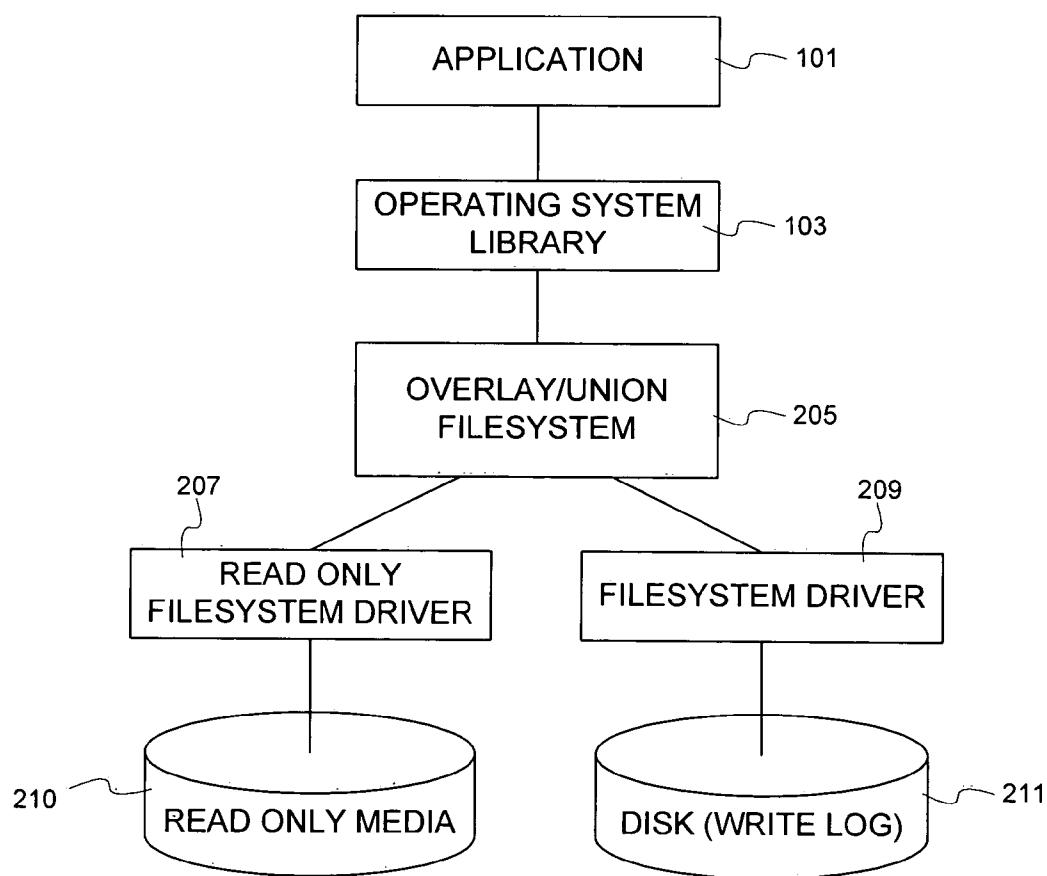 APPLICATION
101
OPERATING SYSTEM
LIBRARY
103
OVERLAY/UNION
FILESYSTEM
205
207
209
READ ONLY
FILESYSTEM DRIVER
FILESYSTEM DRIVER
210
READ ONLY MEDIA
DISK (WRITE LOG)
211